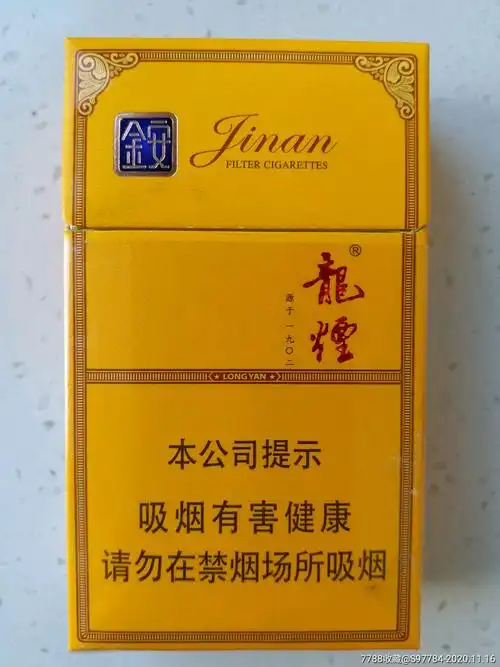 金安
Jinan
FILTER CIGARETTES
龍煙®
源于一九〇二
LONGYAN
本公司提示
吸烟有害健康
请勿在禁烟场所吸烟
7788收藏@S97784-2020.11.16